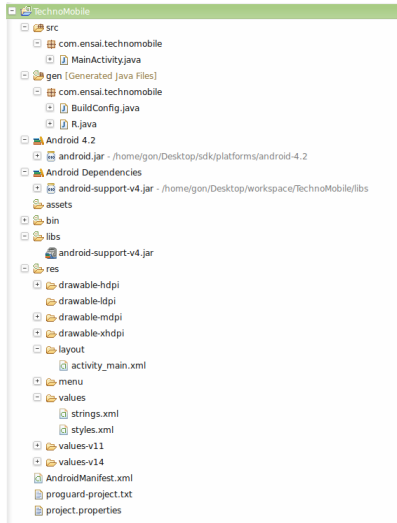 TechnoMobile
src
com.ensai.technomobile
MainActivity.java
gen [Generated Java Files]
com.ensai.technomobile
BuildConfig.java
R.java
Android 4.2
android.jar - /home/gon/Desktop/sdk/platforms/android-4.2
Android Dependencies
android-support-v4.jar - /home/gon/Desktop/workspace/TechnoMobile/libs
assets
bin
libs
android-support-v4.jar
res
drawable-hdpi
drawable-ldpi
drawable-mdpi
drawable-xhdpi
layout
activity_main.xml
menu
values
strings.xml
styles.xml
values-v11
values-v14
AndroidManifest.xml
proguard-project.txt
project.properties